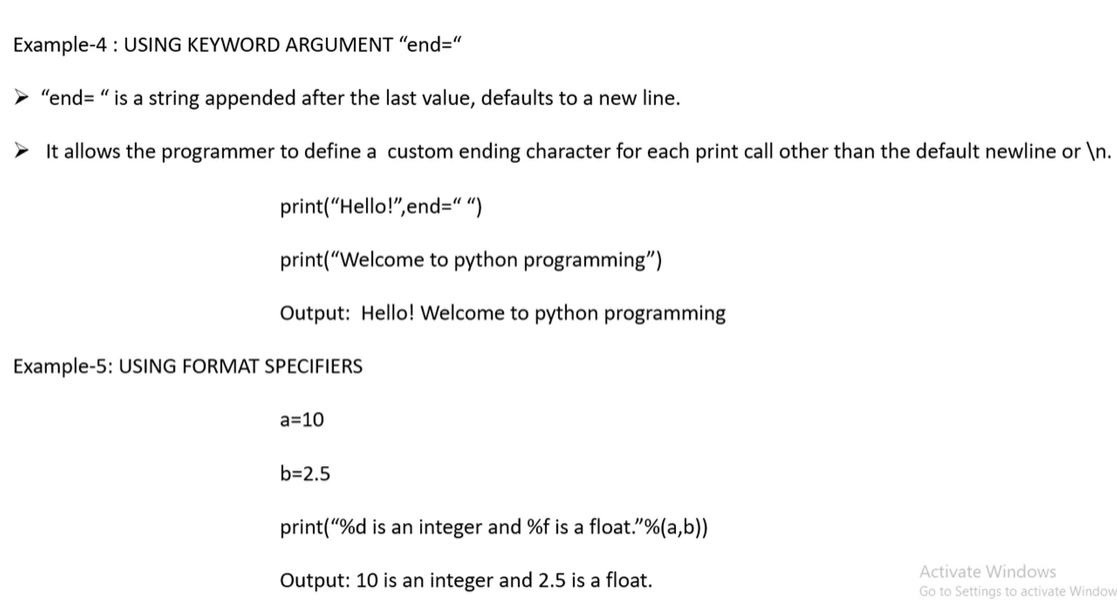 Example-4 : USING KEYWORD ARGUMENT “end=“
➢ “end= “ is a string appended after the last value, defaults to a new line.
➢ It allows the programmer to define a  custom ending character for each print call other than the default newline or \n.
print(“Hello!”,end=“ “)
print(“Welcome to python programming”)
Output:  Hello! Welcome to python programming
Example-5: USING FORMAT SPECIFIERS
a=10
b=2.5
print(“%d is an integer and %f is a float.”%(a,b))
Output: 10 is an integer and 2.5 is a float.
Activate Windows
Go to Settings to activate Window